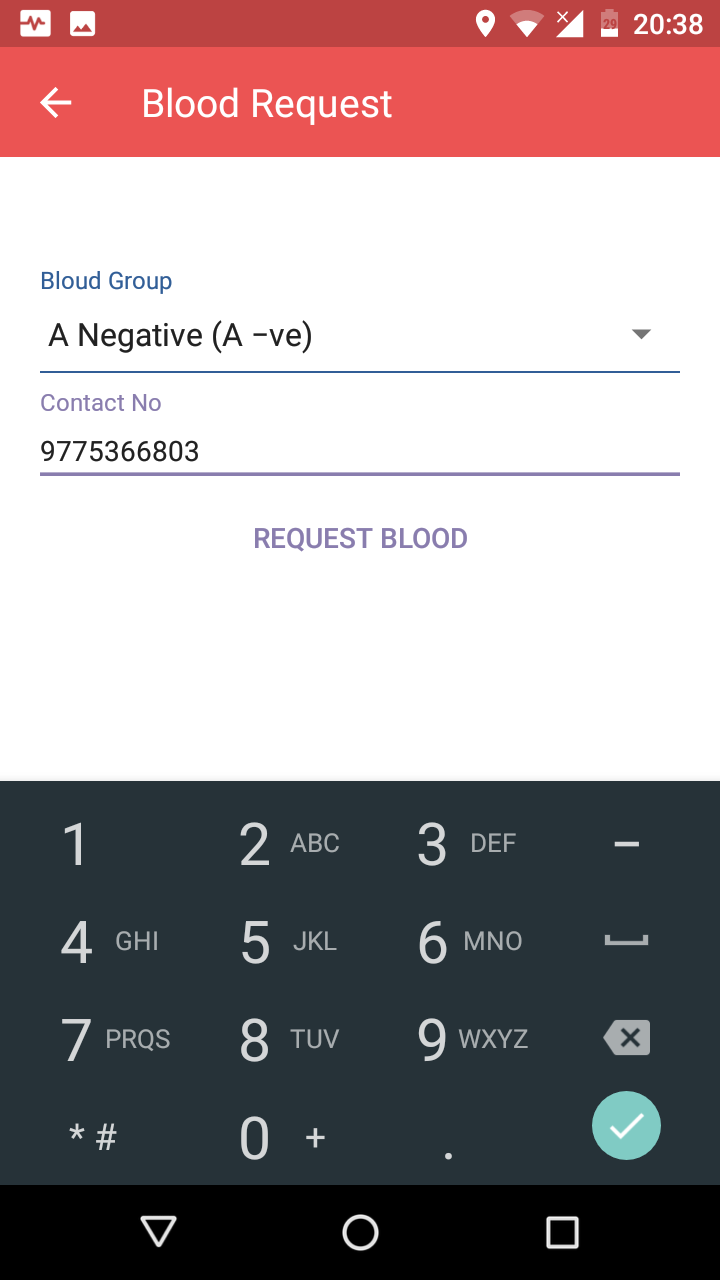 29 20:38
Blood Request
Bloud Group
A Negative (A −ve)
Contact No
9775366803
REQUEST BLOOD
1 2 ABC 3 DEF −
4 GHI 5 JKL 6 MNO
7 PRQS 8 TUV 9 WXYZ
* # 0 + .